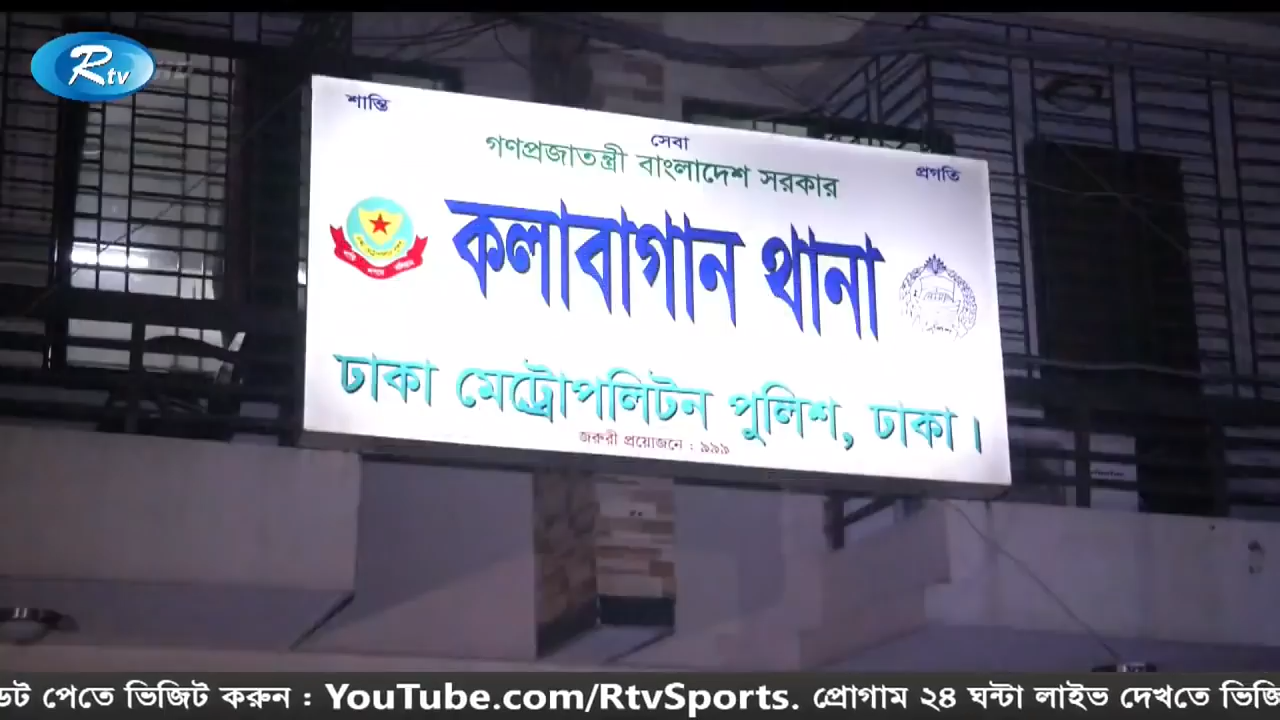 Rtv
শান্তি
সেবা
প্রগতি
গণপ্রজাতন্ত্রী বাংলাদেশ সরকার
কলাবাগান থানা
ঢাকা মেট্রোপলিটন পুলিশ, ঢাকা।
জরুরী প্রয়োজনে : ৯৯৯
পেতে ভিজিট করুন : YouTube.com/RtvSports. প্রোগাম ২৪ ঘন্টা লাইভ দেখতে